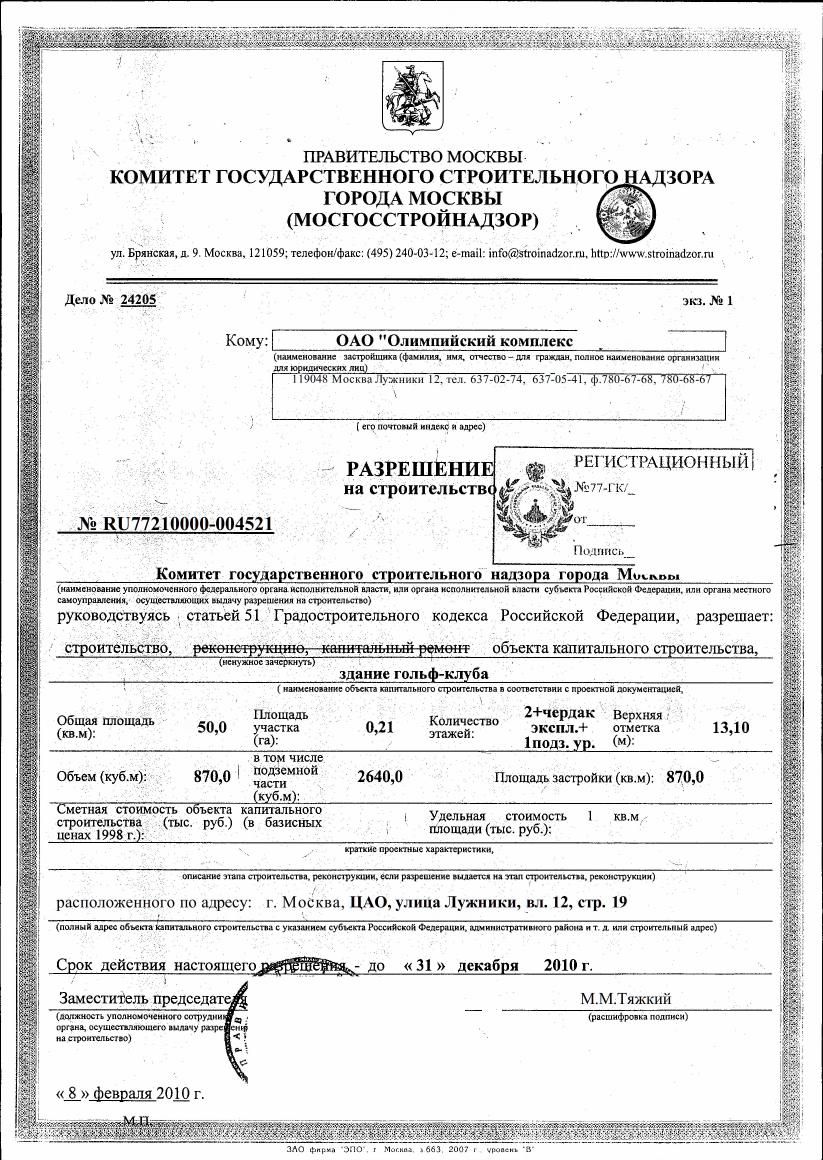 ПРАВИТЕЛЬСТВО МОСКВЫ
КОМИТЕТ ГОСУДАРСТВЕННОГО СТРОИТЕЛЬНОГО НАДЗОРА
ГОРОДА МОСКВЫ
(МОСГОССТРОЙНАДЗОР)
ул. Брянская, д. 9. Москва, 121059; телефон/факс: (495) 240-03-12; e-mail: info@stroinadzor.ru, http://www.stroinadzor.ru
Дело № 24205 экз. № 1
Кому: ОАО "Олимпийский комплекс
(наименование застройщика (фамилия, имя, отчество – для граждан, полное наименование организации
для юридических лиц)
119048 Москва Лужники 12, тел. 637-02-74, 637-05-41, ф.780-67-68, 780-68-67
( его почтовый индекс и адрес)
РАЗРЕШЕНИЕ
на строительство
РЕГИСТРАЦИОННЫЙ
№77-ГК/_
от
Подпись_
№ RU77210000-004521
Комитет государственного строительного надзора города Москвы
(наименование уполномоченного федерального органа исполнительной власти, или органа исполнительной власти субъекта Российской Федерации, или органа местного
самоуправления, осуществляющих выдачу разрешения на строительство)
руководствуясь статьей 51 Градостроительного кодекса Российской Федерации, разрешает:
строительство, реконструкцию, капитальный ремонт объекта капитального строительства,
(ненужное зачеркнуть)
здание гольф-клуба
( наименование объекта капитального строительства в соответствии с проектной документацией,
Общая площадь (кв.м): 50,0 Площадь участка (га): 0,21 Количество этажей: 2+чердак экспл.+ 1подз. ур. Верхняя отметка (м): 13,10
Объем (куб.м): 870,0 в том числе подземной части (куб.м): 2640,0 Площадь застройки (кв.м): 870,0
Сметная стоимость объекта капитального
строительства (тыс. руб.) (в базисных
ценах 1998 г.):
Удельная стоимость 1 кв.м
площади (тыс. руб.):
краткие проектные характеристики,
описание этапа строительства, реконструкции, если разрешение выдается на этап строительства, реконструкции)
расположенного по адресу: г. Москва, ЦАО, улица Лужники, вл. 12, стр. 19
(полный адрес объекта капитального строительства с указанием субъекта Российской Федерации, административного района и т. д. или строительный адрес)
Срок действия настоящего разрешения - до « 31 » декабря 2010 г.
Заместитель председателя М.М.Тяжкий
(должность уполномоченного сотрудника (расшифровка подписи)
органа, осуществляющего выдачу разрешения
на строительство)
П Р А В И
« 8 » февраля 2010 г.
М.П.
ЗАО фирма "ЭПО", г. Москва, з.663, 2007 г., уровень "В"